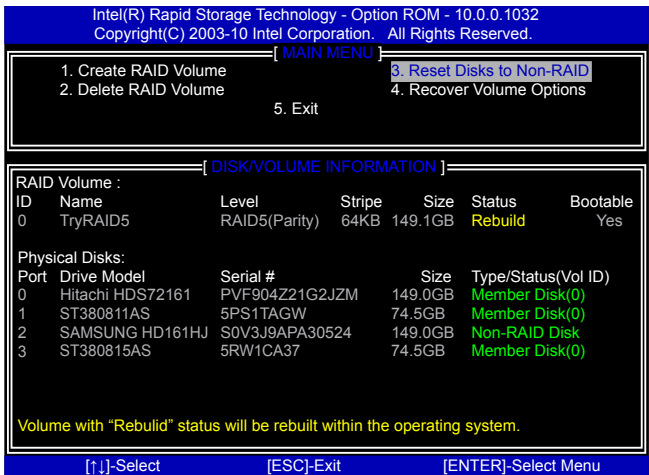 Intel(R) Rapid Storage Technology - Option ROM - 10.0.0.1032
Copyright(C) 2003-10 Intel Corporation. All Rights Reserved.
[ MAIN MENU ]
1. Create RAID Volume 3. Reset Disks to Non-RAID
2. Delete RAID Volume 4. Recover Volume Options
5. Exit
[ DISK/VOLUME INFORMATION ]
RAID Volume :
ID Name Level Stripe Size Status Bootable
0 TryRAID5 RAID5(Parity) 64KB 149.1GB Rebuild Yes
Physical Disks:
Port Drive Model Serial # Size Type/Status(Vol ID)
0 Hitachi HDS72161 PVF904Z21G2JZM 149.0GB Member Disk(0)
1 ST380811AS 5PS1TAGW 74.5GB Member Disk(0)
2 SAMSUNG HD161HJ S0V3J9APA30524 149.0GB Non-RAID Disk
3 ST380815AS 5RW1CA37 74.5GB Member Disk(0)
Volume with “Rebulid” status will be rebuilt within the operating system.
[↑↓]-Select [ESC]-Exit [ENTER]-Select Menu